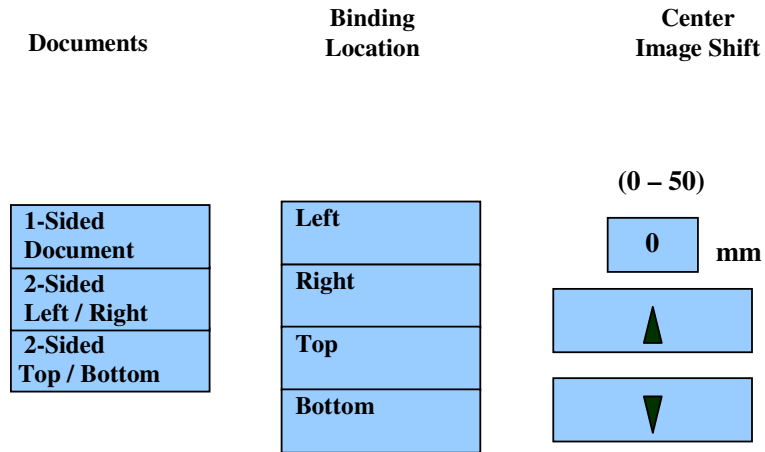 Documents
Binding
Location
Center
Image Shift
1-Sided
Document
2-Sided
Left / Right
2-Sided
Top / Bottom
Left
Right
Top
Bottom
(0 – 50)
0
mm